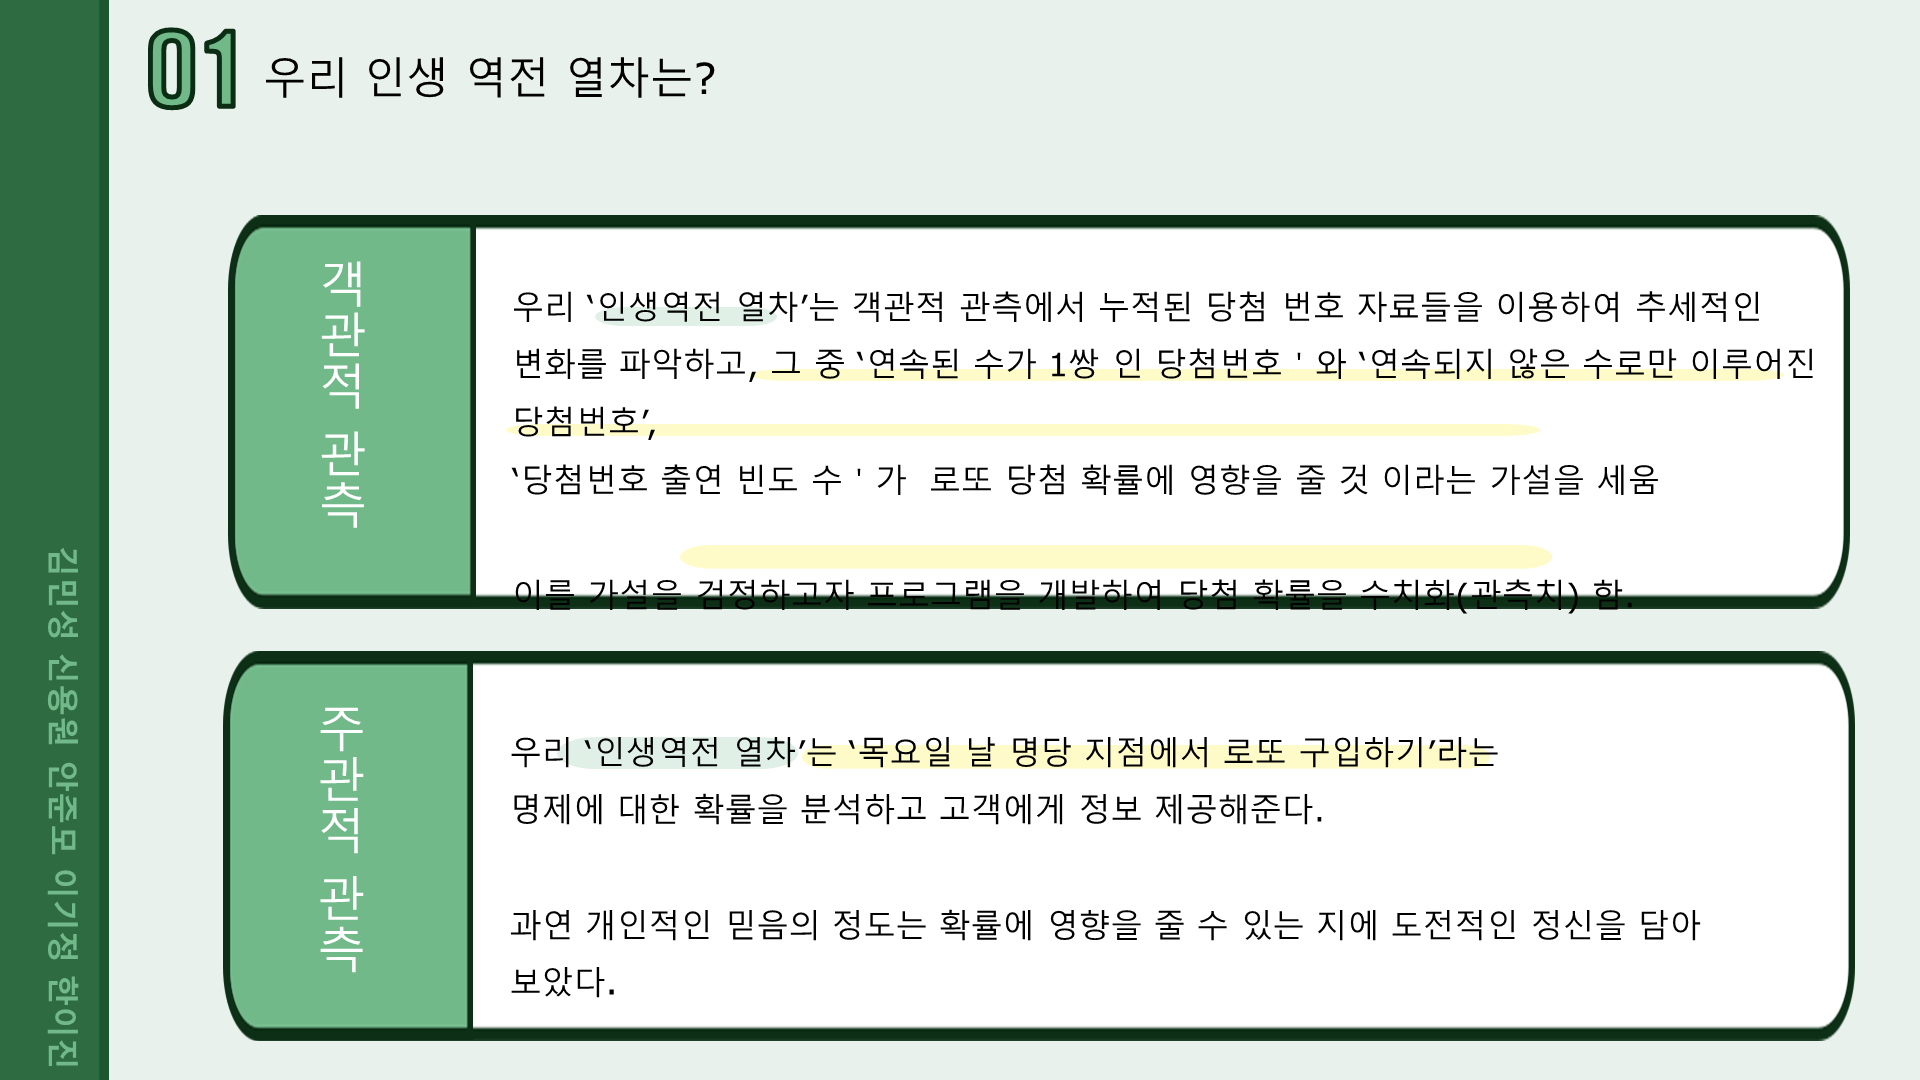 01 우리 인생 역전 열차는?
객관적 관측
우리 ‘인생역전 열차’는 객관적 관측에서 누적된 당첨 번호 자료들을 이용하여 추세적인
변화를 파악하고, 그 중 ‘연속된 수가 1쌍 인 당첨번호 ' 와 ‘연속되지 않은 수로만 이루어진
당첨번호’,
‘당첨번호 출연 빈도 수 ' 가 로또 당첨 확률에 영향을 줄 것 이라는 가설을 세움
이를 가설을 검정하고자 프로그램을 개발하여 당첨 확률을 수치화(관측치) 함.
주관적 관측
우리 ‘인생역전 열차’는 ‘목요일 날 명당 지점에서 로또 구입하기’라는
명제에 대한 확률을 분석하고 고객에게 정보 제공해준다.
과연 개인적인 믿음의 정도는 확률에 영향을 줄 수 있는 지에 도전적인 정신을 담아
보았다.
김민성 신용원 안준모 이기정 한이진